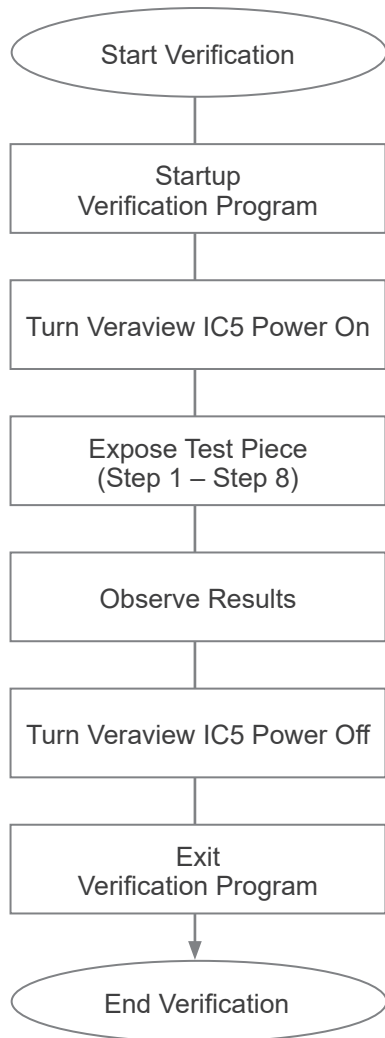 Start Verification
Startup
Verification Program
Turn Veraview IC5 Power On
Expose Test Piece
(Step 1 – Step 8)
Observe Results
Turn Veraview IC5 Power Off
Exit
Verification Program
End Verification